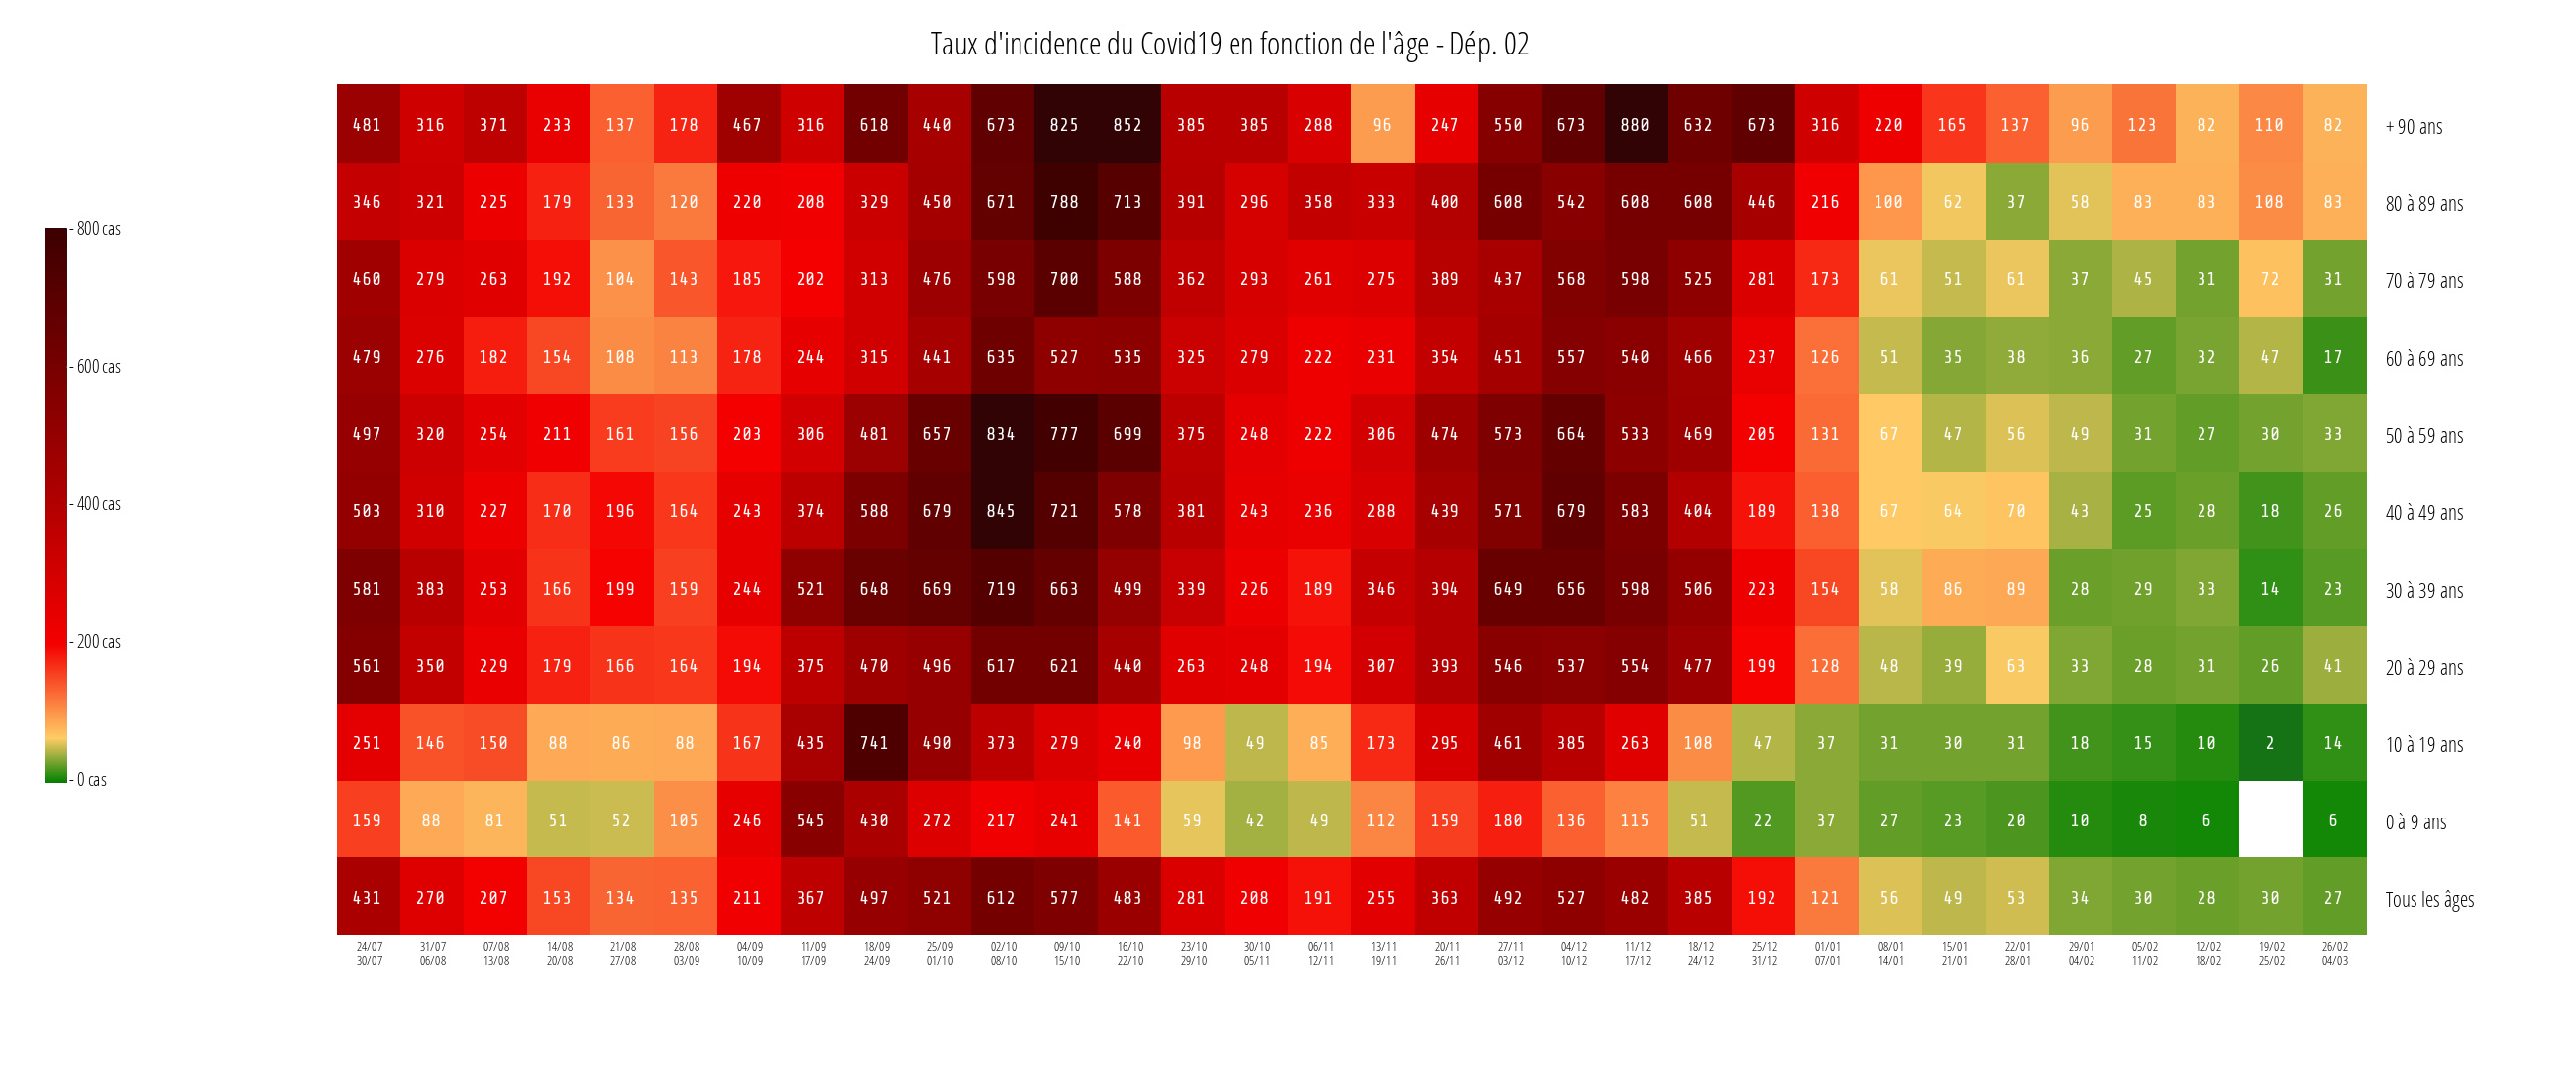 Taux d'incidence du Covid19 en fonction de l'âge - Dép. 02
- 800 cas
- 600 cas
- 400 cas
- 200 cas
- 0 cas
481 316 371 233 137 178 467 316 618 440 673 825 852 385 385 288 96 247 550 673 880 632 673 316 220 165 137 96 123 82 110 82 + 90 ans
346 321 225 179 133 120 220 208 329 450 671 788 713 391 296 358 333 400 608 542 608 608 446 216 100 62 37 58 83 83 108 83 80 à 89 ans
460 279 263 192 104 143 185 202 313 476 598 700 588 362 293 261 275 389 437 568 598 525 281 173 61 51 61 37 45 31 72 31 70 à 79 ans
479 276 182 154 108 113 178 244 315 441 635 527 535 325 279 222 231 354 451 557 540 466 237 126 51 35 38 36 27 32 47 17 60 à 69 ans
497 320 254 211 161 156 203 306 481 657 834 777 699 375 248 222 306 474 573 664 533 469 205 131 67 47 56 49 31 27 30 33 50 à 59 ans
503 310 227 170 196 164 243 374 588 679 845 721 578 381 243 236 288 439 571 679 583 404 189 138 67 64 70 43 25 28 18 26 40 à 49 ans
581 383 253 166 199 159 244 521 648 669 719 663 499 339 226 189 346 394 649 656 598 506 223 154 58 86 89 28 29 33 14 23 30 à 39 ans
561 350 229 179 166 164 194 375 470 496 617 621 440 263 248 194 307 393 546 537 554 477 199 128 48 39 63 33 28 31 26 41 20 à 29 ans
251 146 150 88 86 88 167 435 741 490 373 279 240 98 49 85 173 295 461 385 263 108 47 37 31 30 31 18 15 10 2 14 10 à 19 ans
159 88 81 51 52 105 246 545 430 272 217 241 141 59 42 49 112 159 180 136 115 51 22 37 27 23 20 10 8 6 6 0 à 9 ans
431 270 207 153 134 135 211 367 497 521 612 577 483 281 208 191 255 363 492 527 482 385 192 121 56 49 53 34 30 28 30 27 Tous les âges
24/07 31/07 07/08 14/08 21/08 28/08 04/09 11/09 18/09 25/09 02/10 09/10 16/10 23/10 30/10 06/11 13/11 20/11 27/11 04/12 11/12 18/12 25/12 01/01 08/01 15/01 22/01 29/01 05/02 12/02 19/02 26/02
30/07 06/08 13/08 20/08 27/08 03/09 10/09 17/09 24/09 01/10 08/10 15/10 22/10 29/10 05/11 12/11 19/11 26/11 03/12 10/12 17/12 24/12 31/12 07/01 14/01 21/01 28/01 04/02 11/02 18/02 25/02 04/03